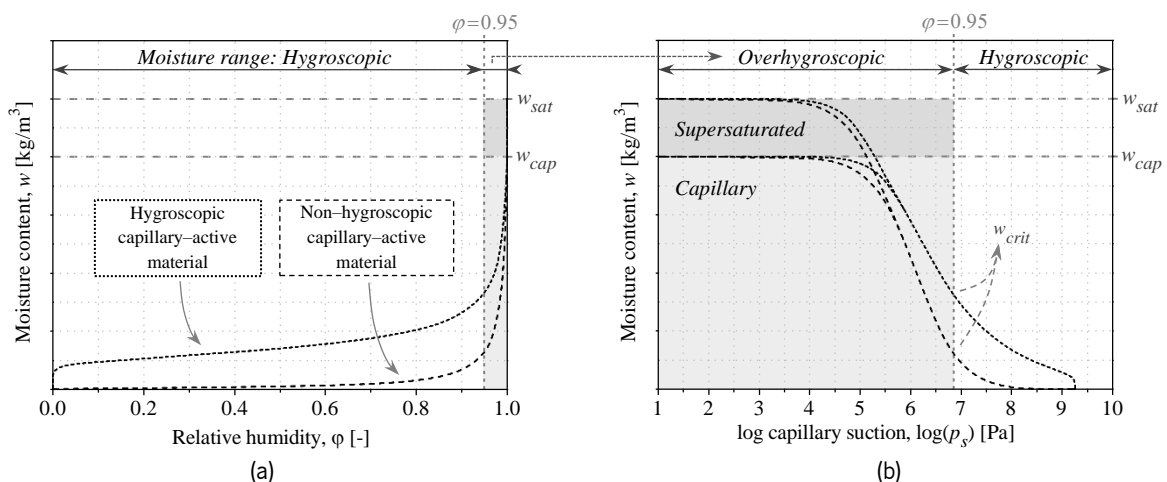 φ=0.95
Moisture range: Hygroscopic
w_sat
w_cap
Moisture content, w [kg/m³]
Hygroscopic
capillary–active
material
Non–hygroscopic
capillary–active
material
0.0 0.2 0.4 0.6 0.8 1.0
Relative humidity, φ [-]
(a)
φ=0.95
Overhygroscopic Hygroscopic
w_sat
Supersaturated
w_cap
Capillary
w_crit
Moisture content, w [kg/m³]
1 2 3 4 5 6 7 8 9 10
log capillary suction, log(p_s) [Pa]
(b)